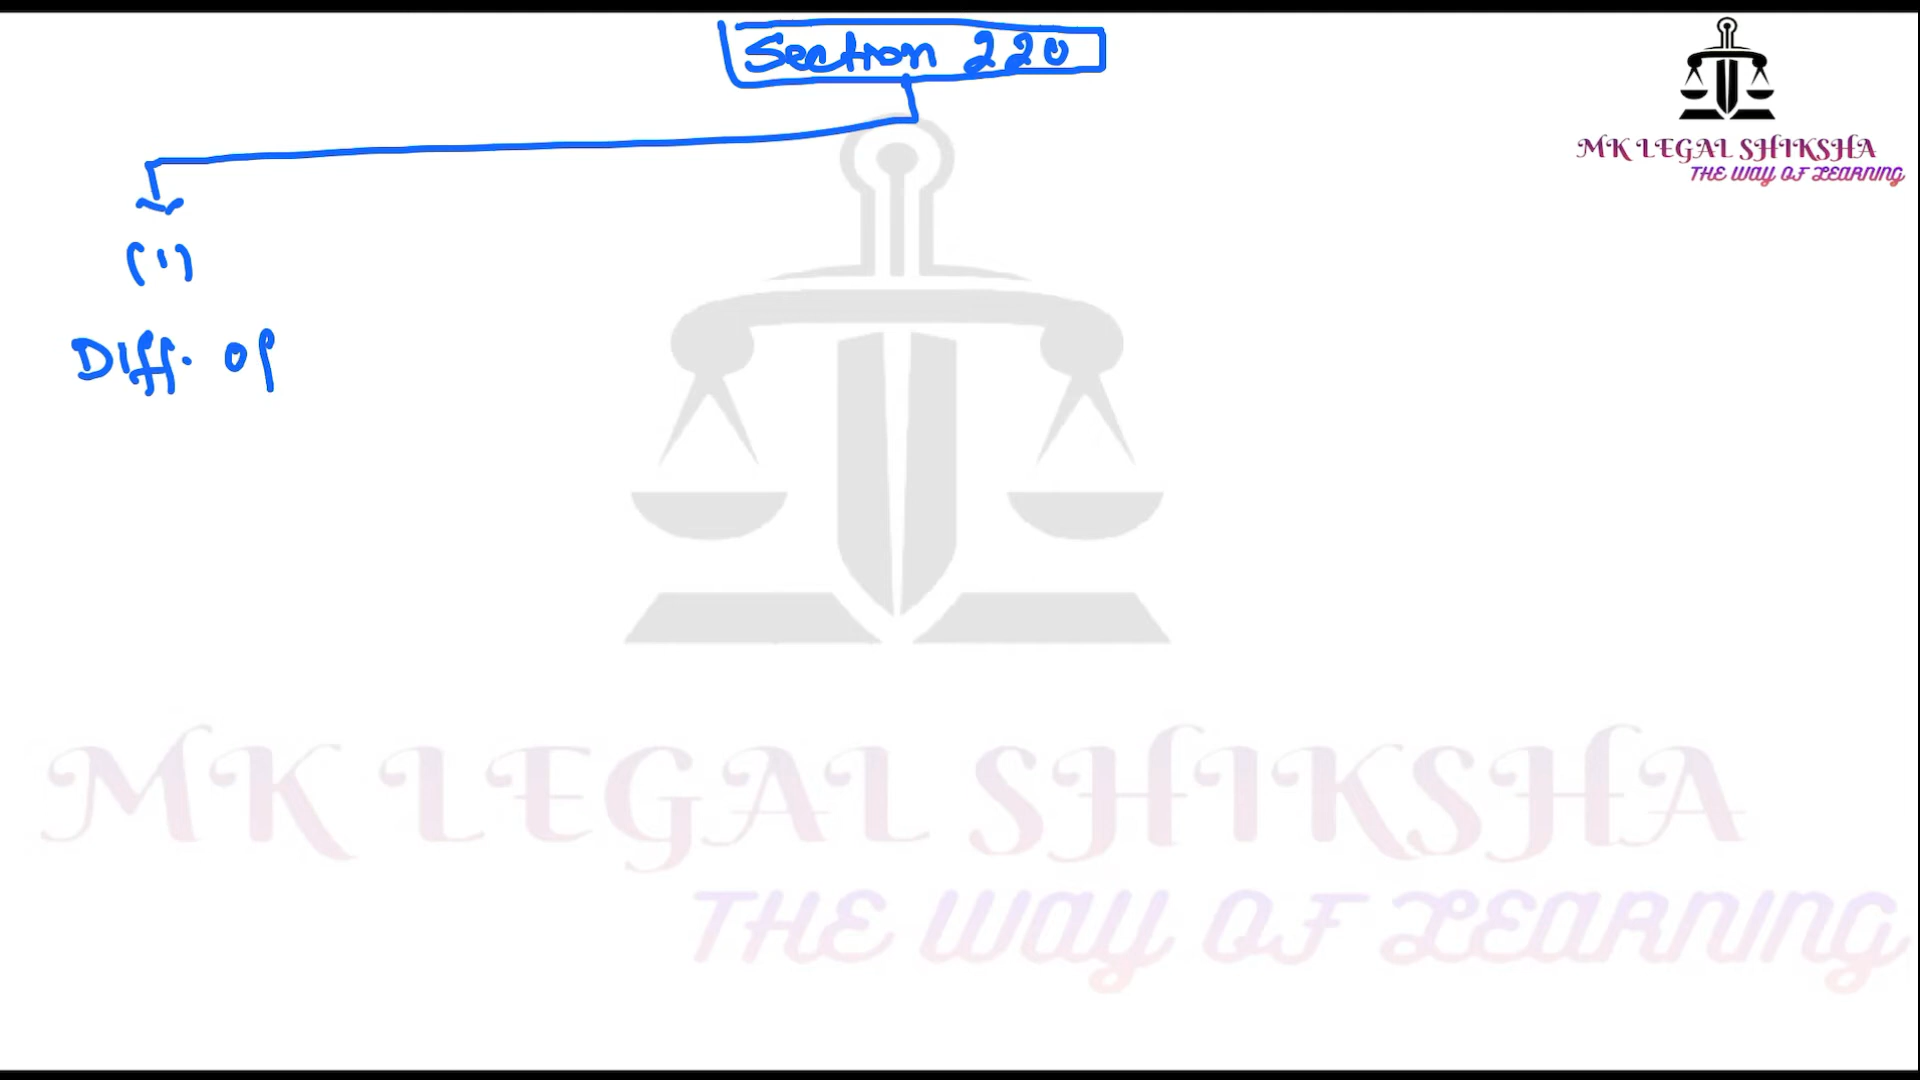 Section 220
MK LEGAL SHIKSHA
THE WAY OF LEARNING
(1)
Diff. of
MK LEGAL SHIKSHA
THE WAY OF LEARNING